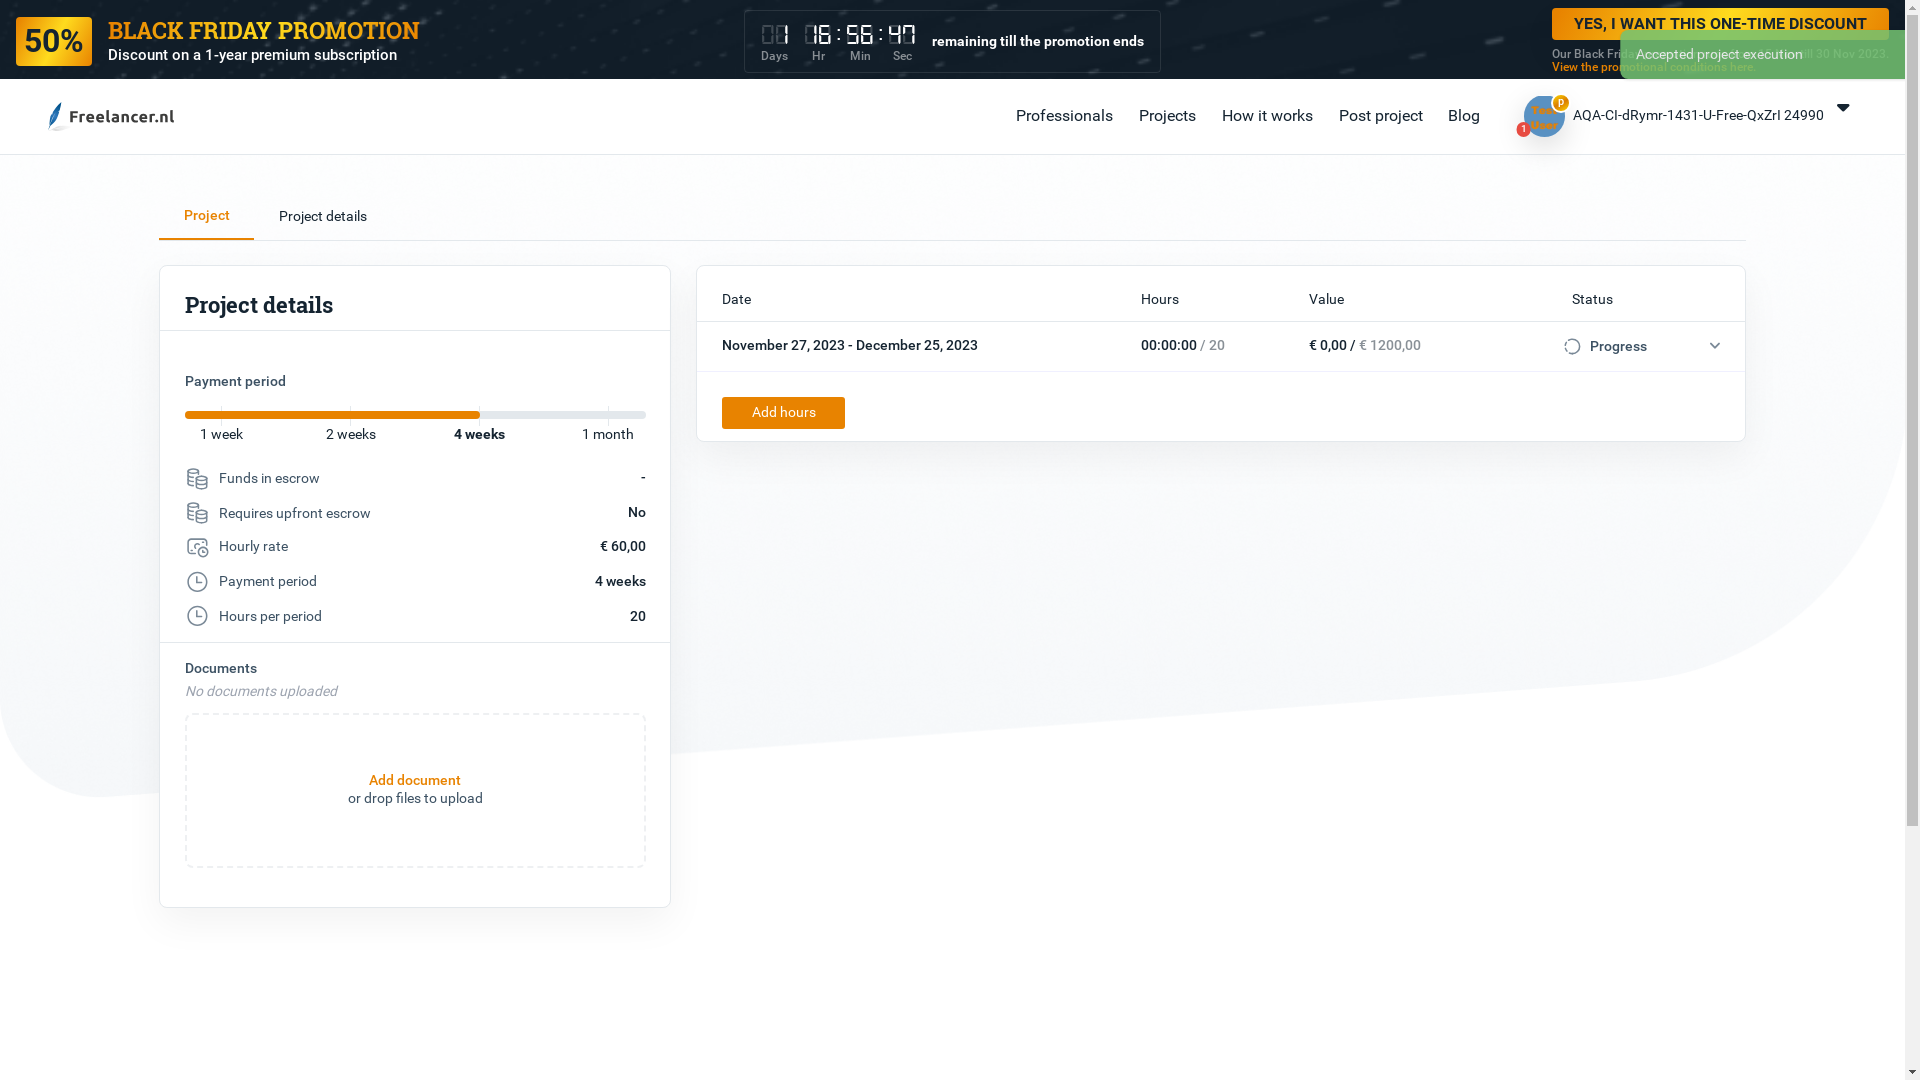 50%
BLACK FRIDAY PROMOTION
Discount on a 1-year premium subscription
1 16:56:47
Days Hr Min Sec
remaining till the promotion ends
YES, I WANT THIS ONE-TIME DISCOUNT
Accepted project execution
till 30 Nov 2023.
View the promotional conditions here.
Freelancer.nl
Professionals
Projects
How it works
Post project
Blog
p
1
AQA-CI-dRymr-1431-U-Free-QxZrI 24990
Project
Project details
Project details
Payment period
1 week
2 weeks
4 weeks
1 month
Funds in escrow -
Requires upfront escrow No
Hourly rate € 60,00
Payment period 4 weeks
Hours per period 20
Documents
No documents uploaded
Add document
or drop files to upload
Date Hours Value Status
November 27, 2023 - December 25, 2023 00:00:00 / 20 € 0,00 / € 1200,00 Progress
Add hours